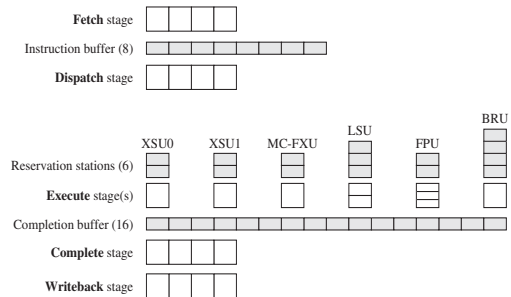 Fetch stage
Instruction buffer (8)
Dispatch stage
BRU
LSU
XSU0 XSU1 MC-FXU FPU
Reservation stations (6)
Execute stage(s)
Completion buffer (16)
Complete stage
Writeback stage